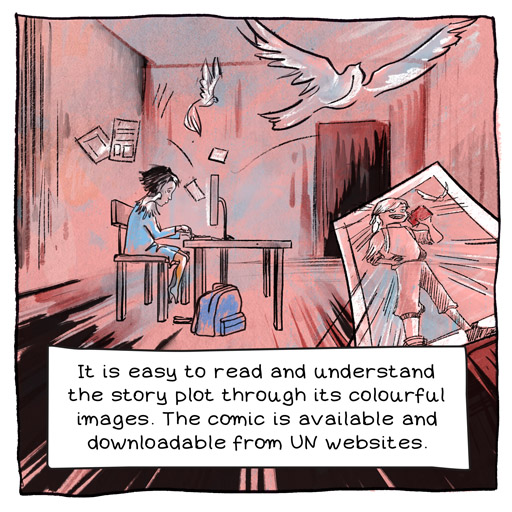 It is easy to read and understand
the story plot through its colourful
images. The comic is available and
downloadable from UN websites.